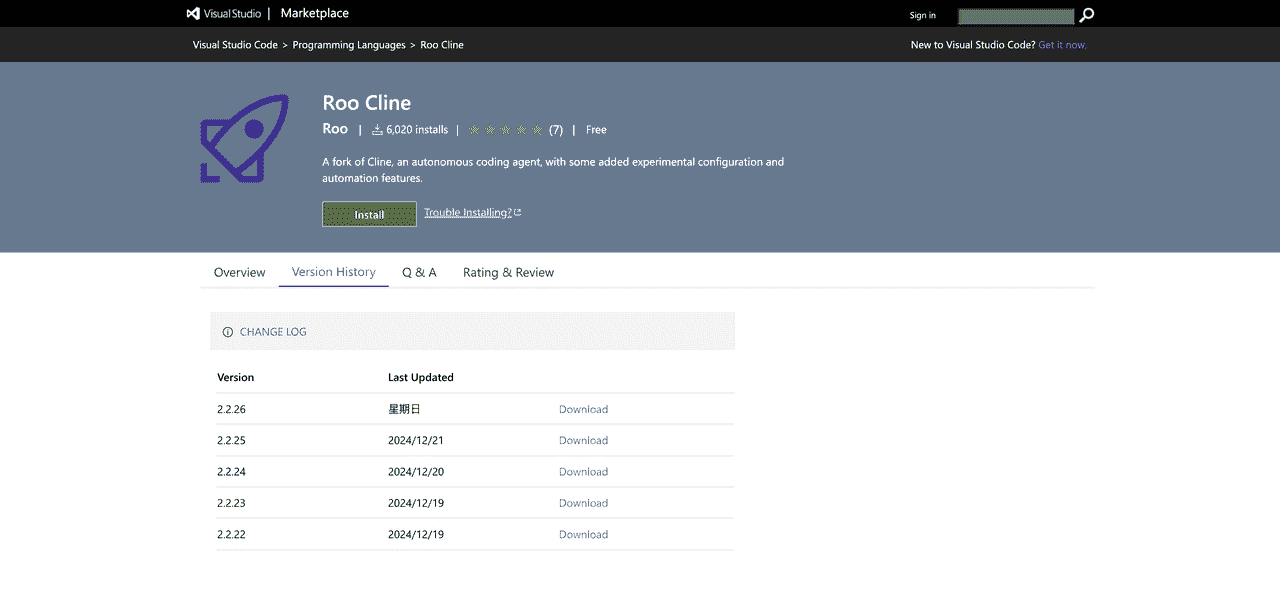 Visual Studio | Marketplace
Sign in
Visual Studio Code > Programming Languages > Roo Cline
New to Visual Studio Code? Get it now.
Roo Cline
Roo | 6,020 installs | (7) | Free
A fork of Cline, an autonomous coding agent, with some added experimental configuration and
automation features.
Install Trouble Installing?
Overview Version History Q & A Rating & Review
CHANGE LOG
Version Last Updated
2.2.26 星期日 Download
2.2.25 2024/12/21 Download
2.2.24 2024/12/20 Download
2.2.23 2024/12/19 Download
2.2.22 2024/12/19 Download